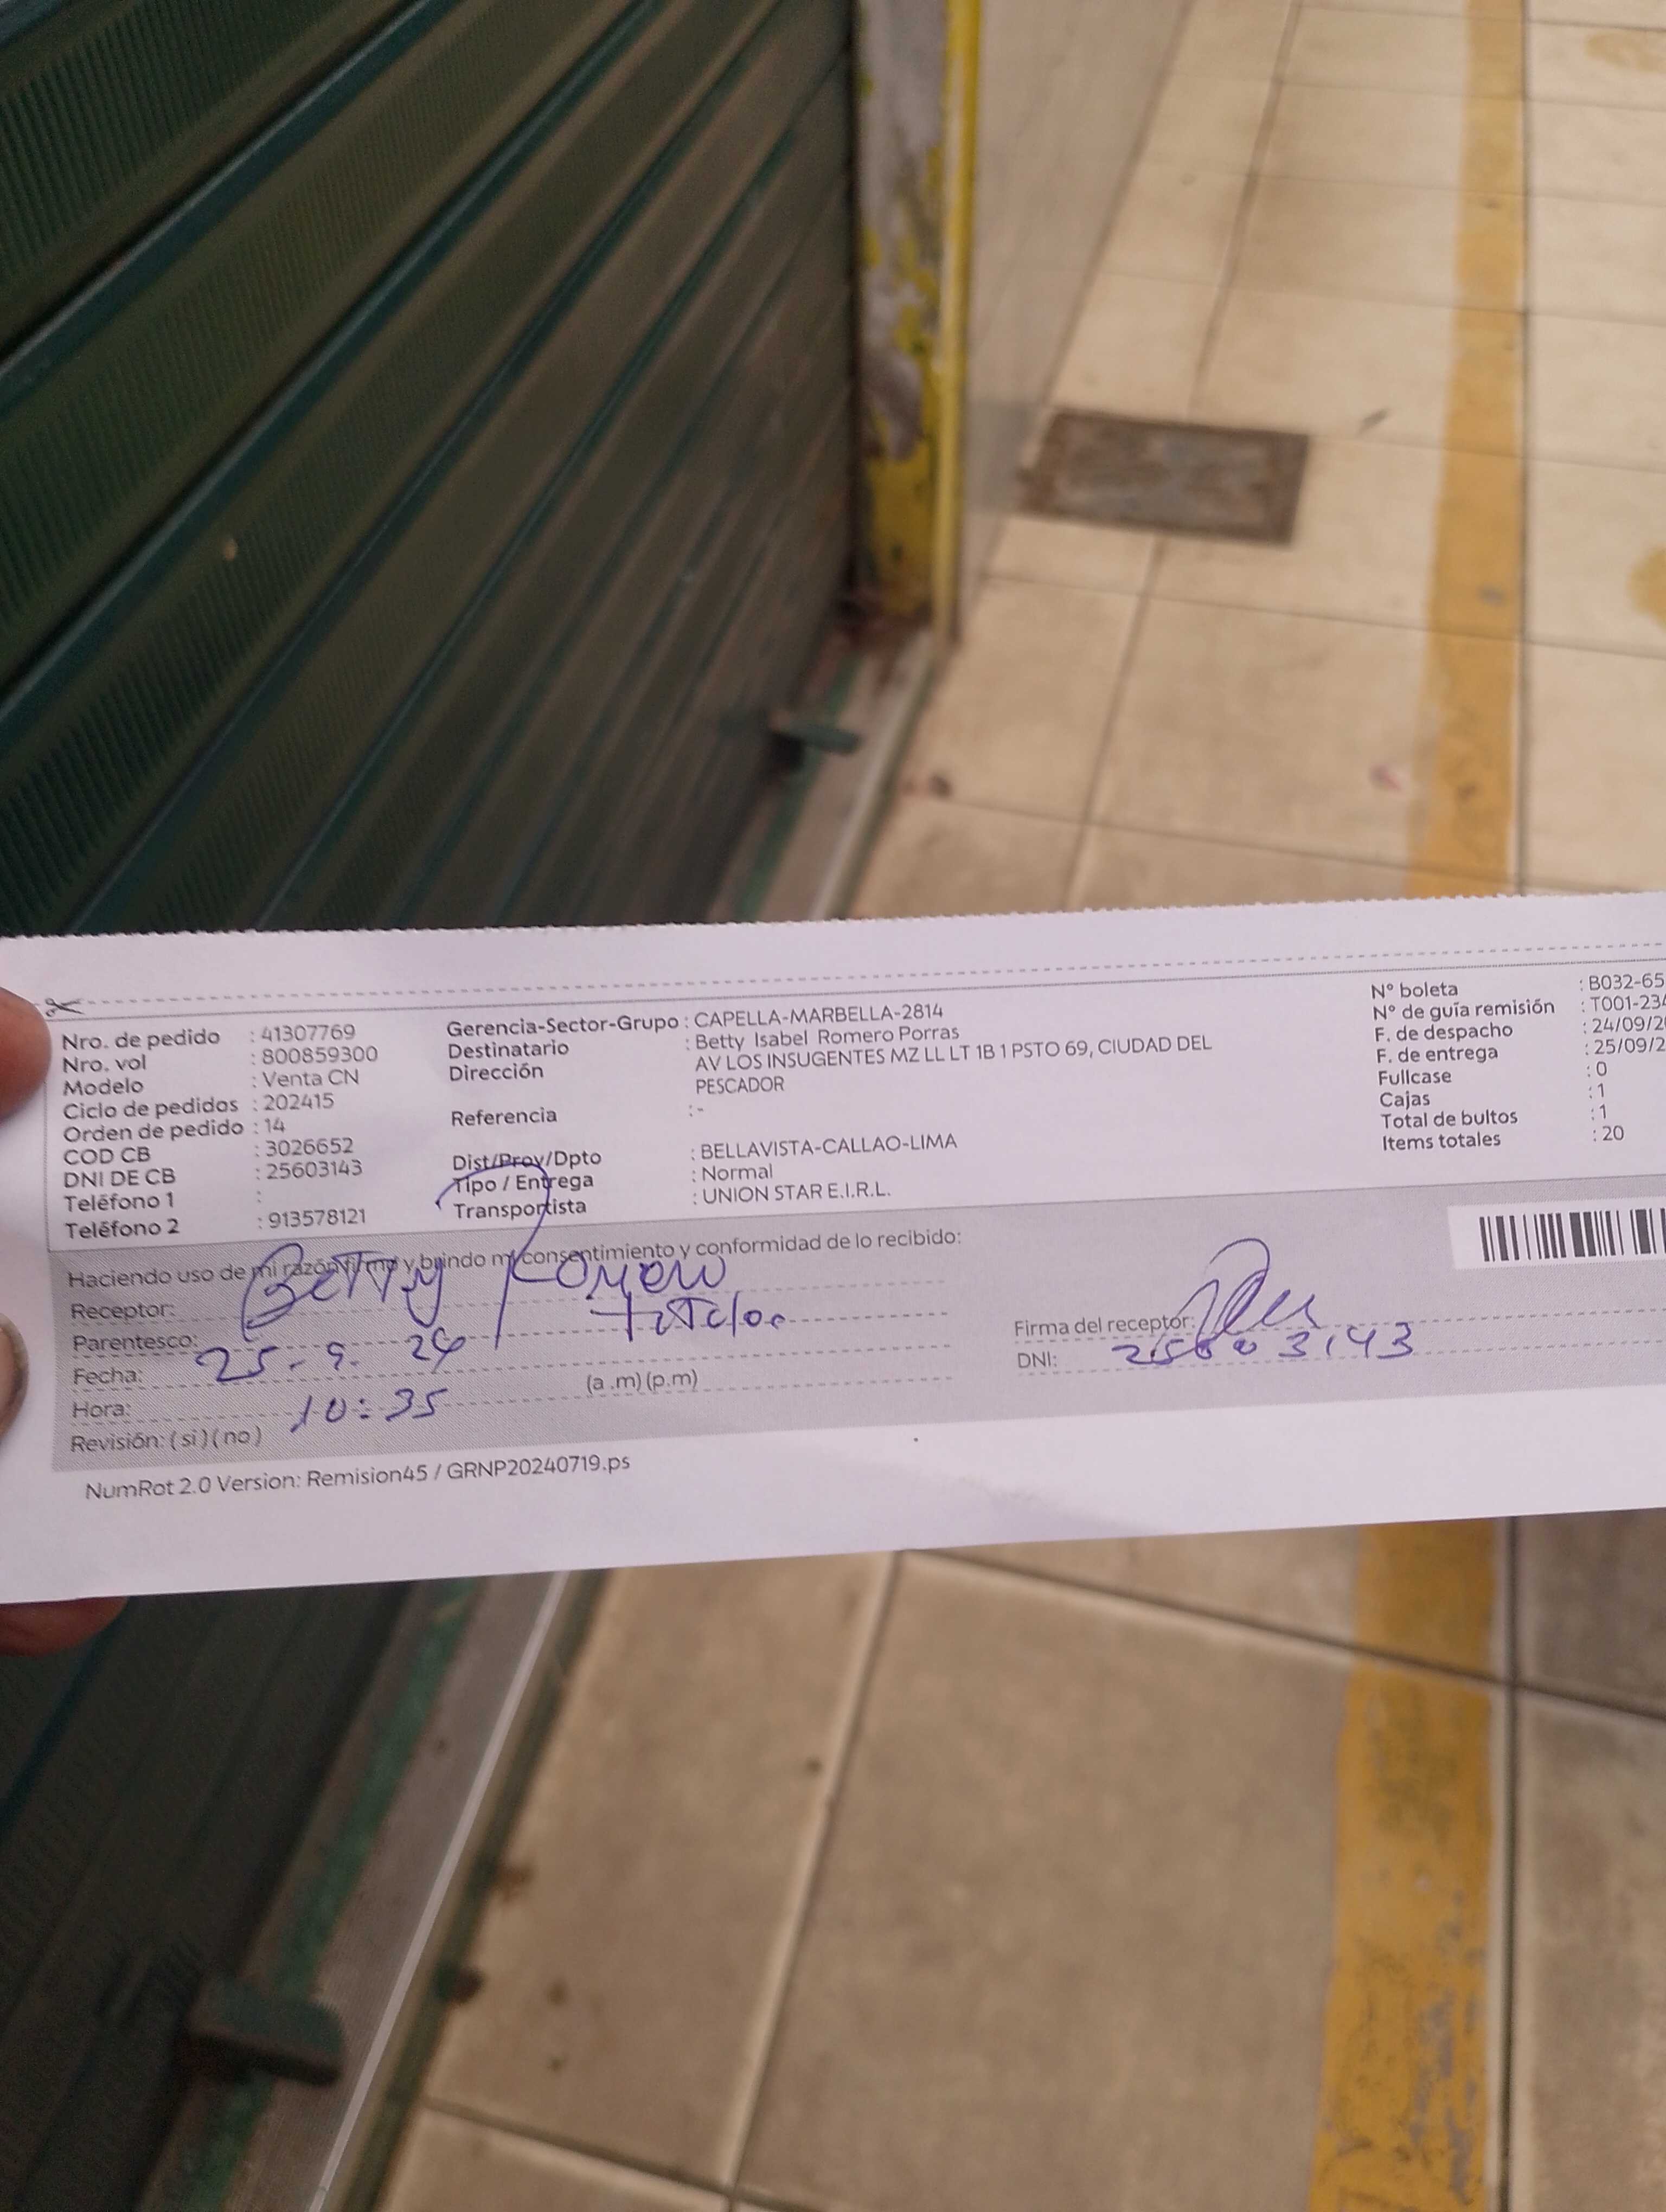 Nro. de pedido : 41307769
Nro. vol : 800859300
Modelo : Venta CN
Ciclo de pedidos : 202415
Orden de pedido : 14
COD CB : 3026652
DNI DE CB : 25603143
Teléfono 1 :
Teléfono 2 : 913578121
Gerencia-Sector-Grupo : CAPELLA-MARBELLA-2814
Destinatario : Betty Isabel Romero Porras
Dirección AV LOS INSUGENTES MZ LL LT 1B 1 PSTO 69, CIUDAD DEL
PESCADOR
Referencia : -
Dist/Prov/Dpto : BELLAVISTA-CALLAO-LIMA
Tipo / Entrega : Normal
Transportista : UNION STAR E.I.R.L.
N° boleta : B032-65
N° de guía remisión : T001-234
F. de despacho : 24/09/20
F. de entrega : 25/09/2
Fullcase : 0
Cajas : 1
Total de bultos : 1
Items totales : 20
Haciendo uso de mi razón firmo y brindo mi consentimiento y conformidad de lo recibido:
Receptor: Betty Romero
Parentesco: titular
Fecha: 25-9-24
Hora: 10:35 (a .m) (p.m)
Revisión: ( si ) ( no )
Firma del receptor:
DNI: 25603143
NumRot 2.0 Version: Remision45 / GRNP20240719.ps